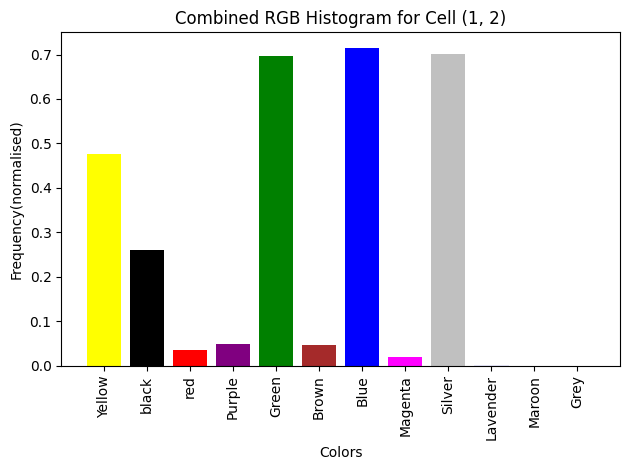 Combined RGB Histogram for Cell (1, 2)
Frequency(normalised)
0.7
0.6
0.5
0.4
0.3
0.2
0.1
0.0
Yellow
black
red
Purple
Green
Brown
Blue
Magenta
Silver
Lavender
Maroon
Grey
Colors